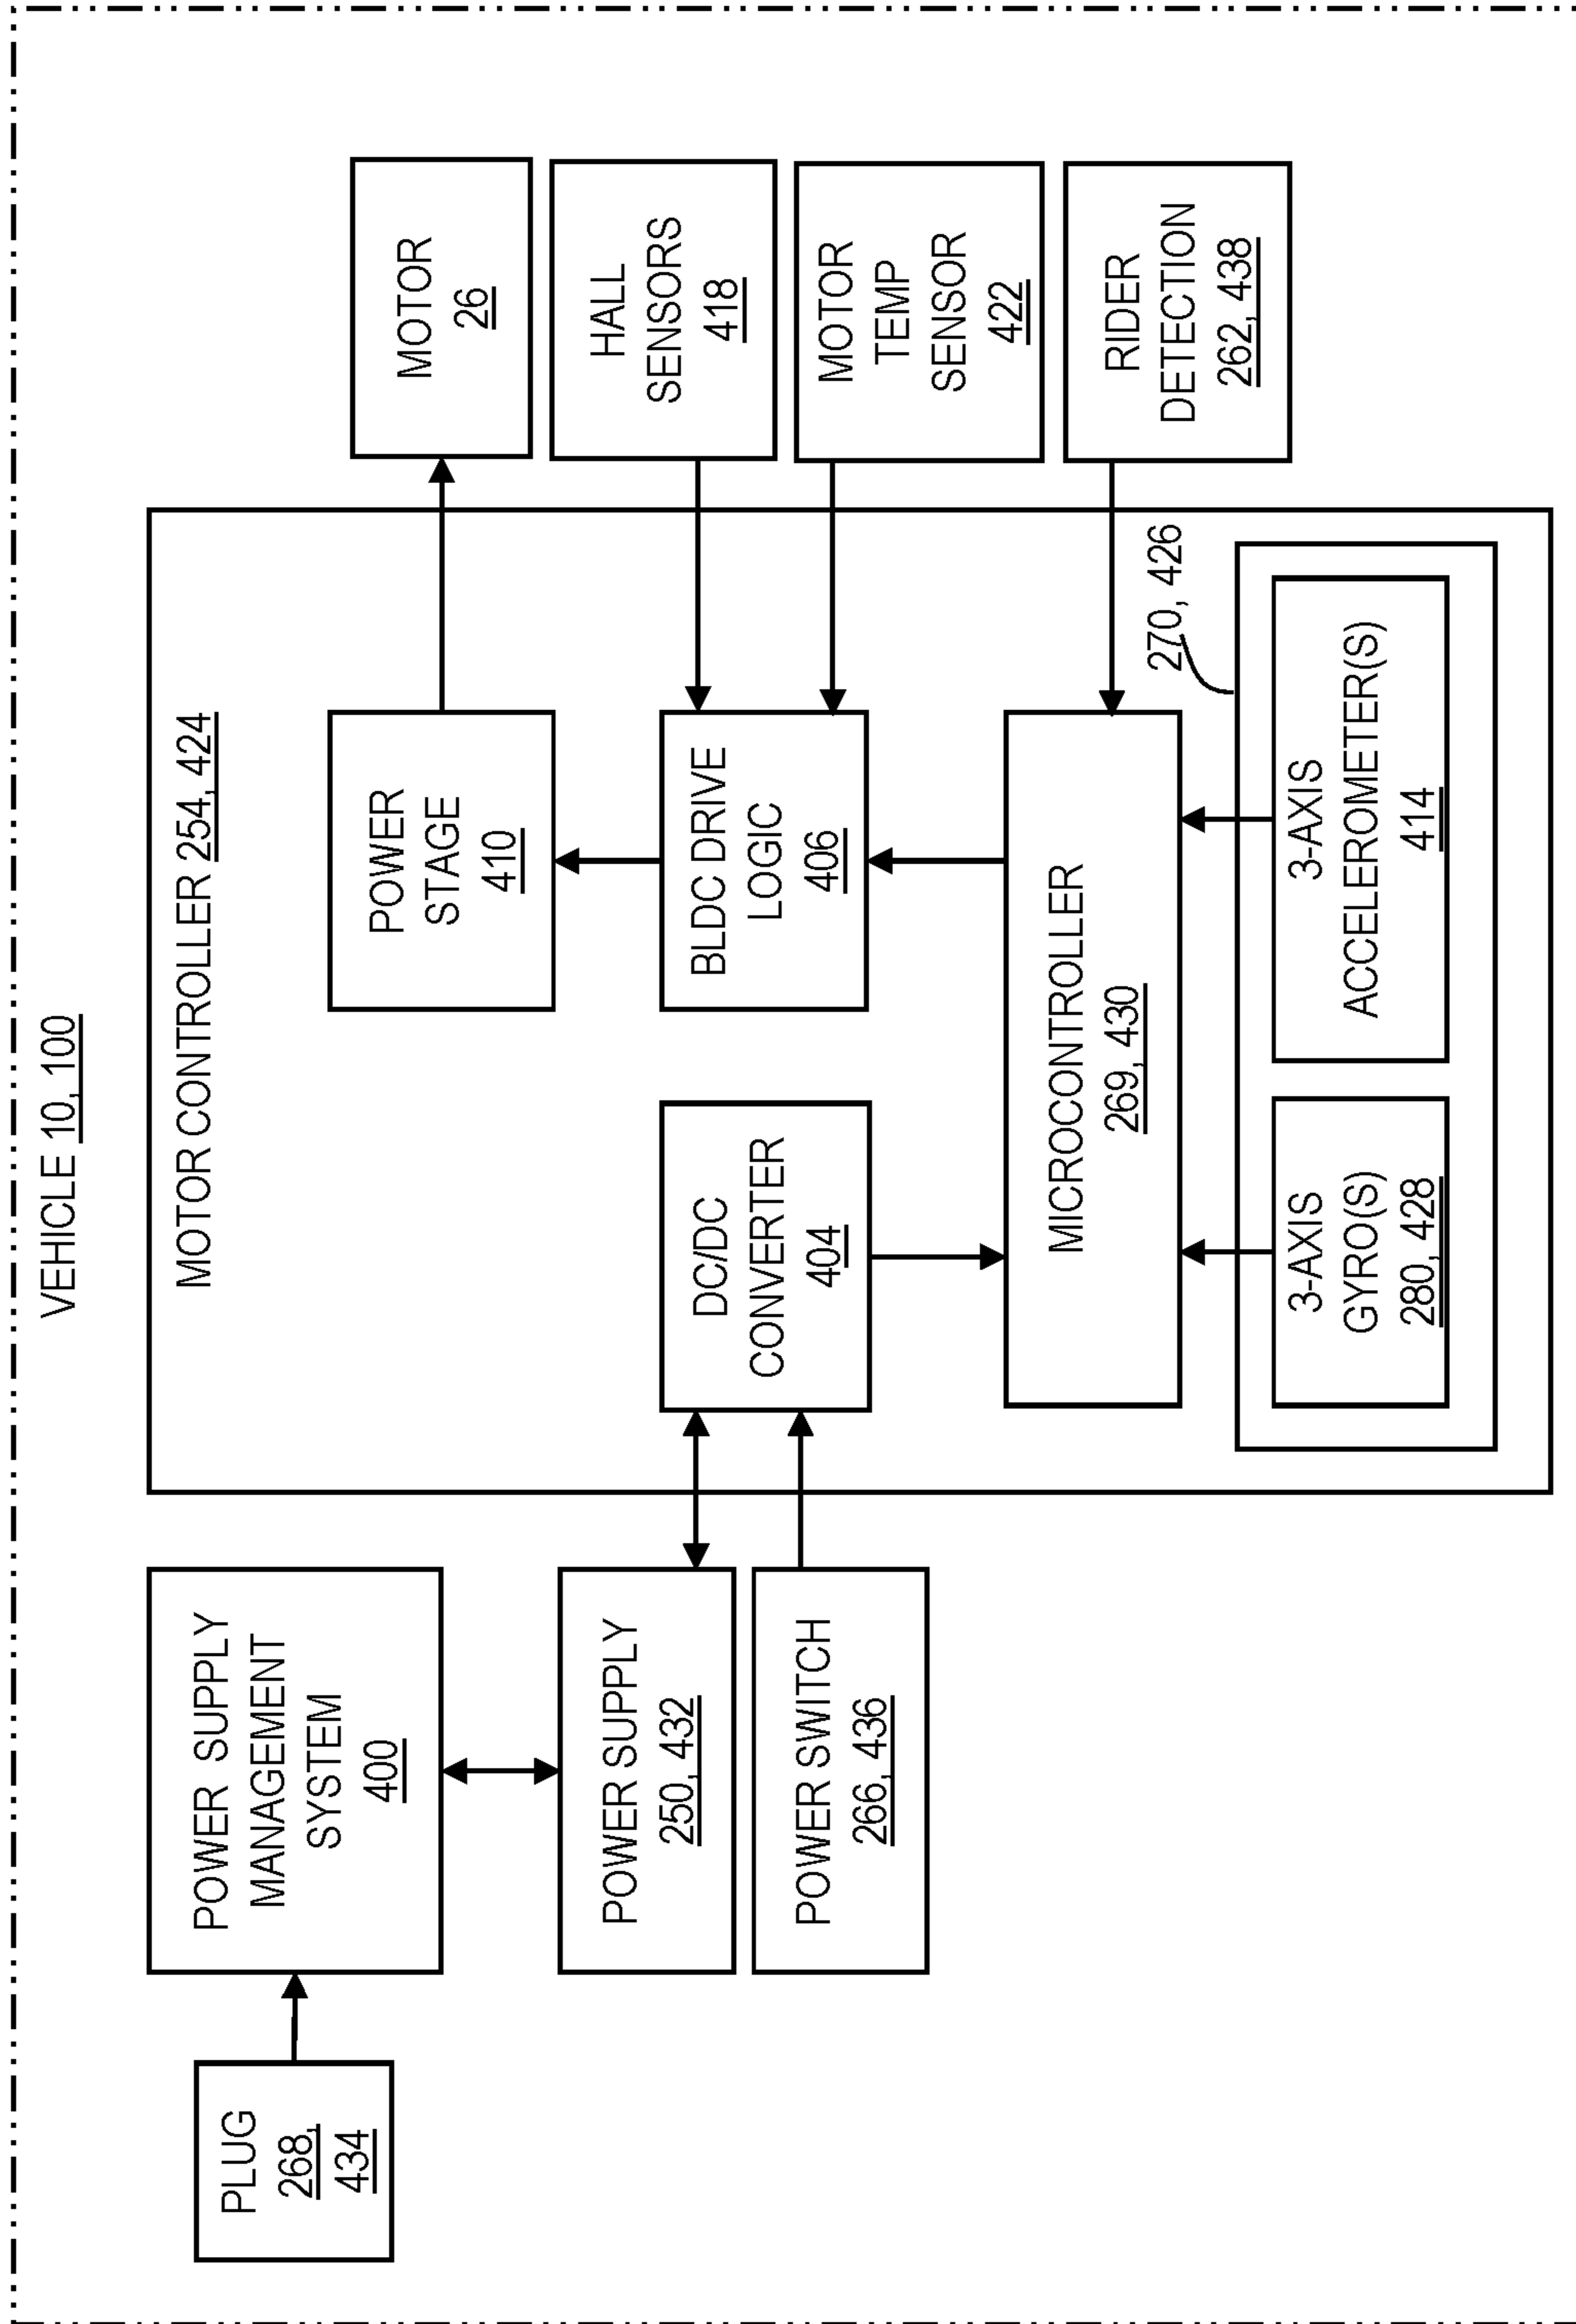 VEHICLE 10, 100
PLUG
268,
434
POWER SUPPLY
MANAGEMENT
SYSTEM
400
POWER SUPPLY
250, 432
POWER SWITCH
266, 436
MOTOR CONTROLLER 254, 424
DC/DC
CONVERTER
404
POWER
STAGE
410
BLDC DRIVE
LOGIC
406
MICROCONTROLLER
269, 430
3-AXIS
GYRO(S)
280, 428
3-AXIS
ACCELEROMETER(S)
414
270, 426
MOTOR
26
HALL
SENSORS
418
MOTOR
TEMP
SENSOR
422
RIDER
DETECTION
262, 438